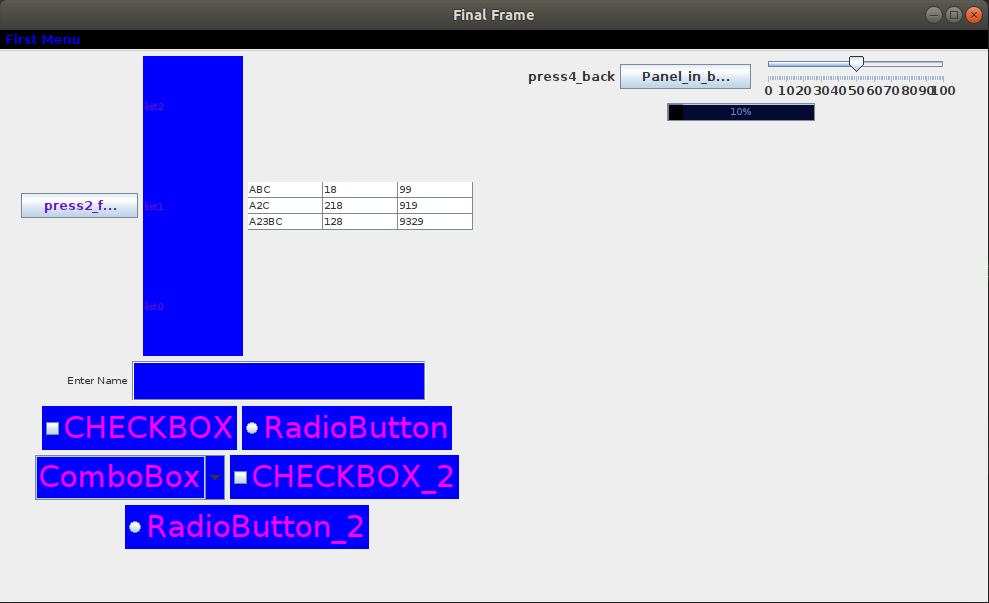 Final Frame
First Menu
press4_back Panel_in_b...
0 10 20 30 40 50 60 70 80 90 100
10%
list2
list1
list0
press2_f...
ABC 18 99
A2C 218 919
A23BC 128 9329
Enter Name
CHECKBOX RadioButton
ComboBox CHECKBOX_2
RadioButton_2